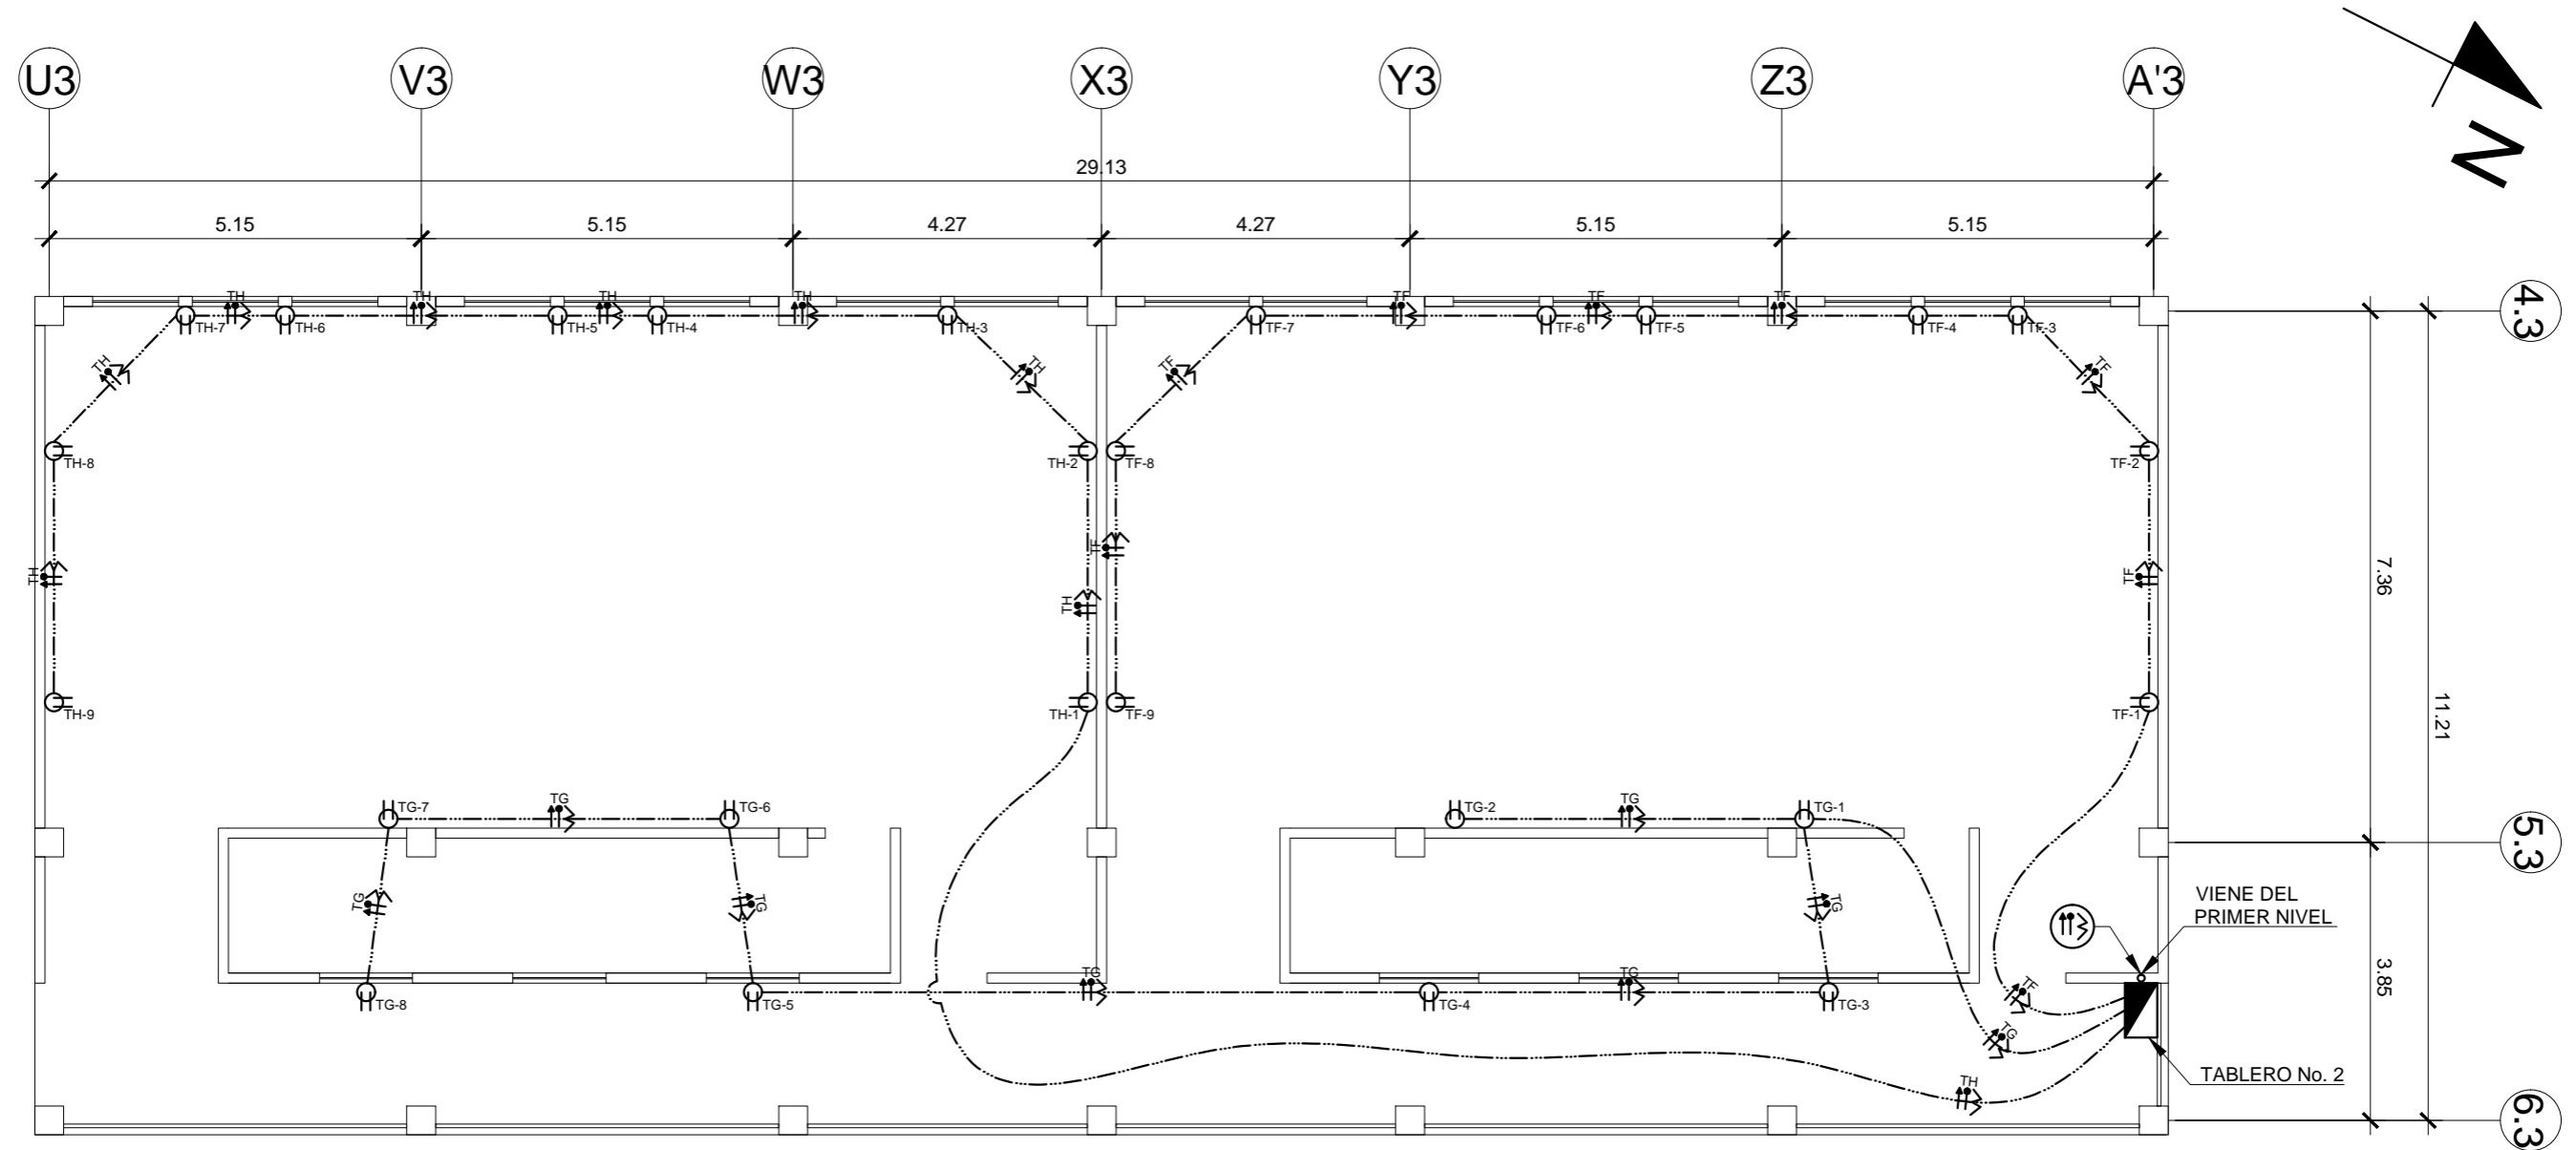 U3
V3
W3
X3
Y3
Z3
A'3
N
29.13
5.15
5.15
4.27
4.27
5.15
5.15
TH
TH
TH
TH
TF
TF
TF
4.3
TH-7
TH-6
TH-5
TH-4
TH-3
TF-7
TF-6
TF-5
TF-4
TF-3
TH
TH
TF
TF
TH-8
TH-2
TF-8
TF-2
TH
TH
TF
TF
7.36
TH-9
TH-1
TF-9
TF-1
11.21
TG-7
TG
TG-6
TG-2
TG
TG-1
5.3
TG
TG
TG
VIENE DEL
PRIMER NIVEL
TG
TG
TG-8
TG-5
TG-4
TG-3
TF
3.85
TG
TH
TABLERO No. 2
6.3